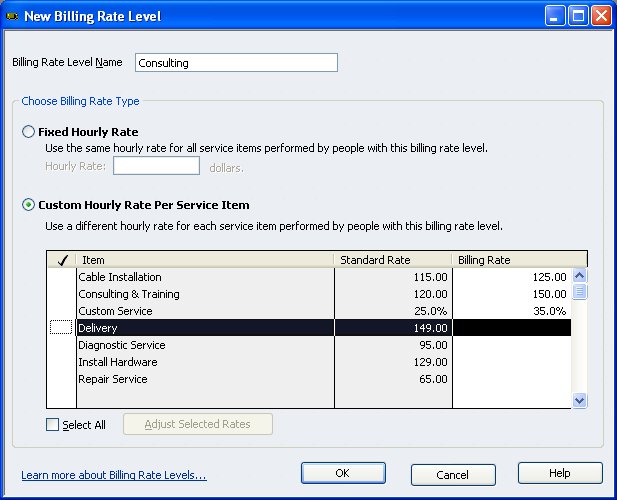 New Billing Rate Level
Billing Rate Level Name Consulting
Choose Billing Rate Type
Fixed Hourly Rate
Use the same hourly rate for all service items performed by people with this billing rate level.
Hourly Rate: dollars.
Custom Hourly Rate Per Service Item
Use a different hourly rate for each service item performed by people with this billing rate level.
Item Standard Rate Billing Rate
Cable Installation 115.00 125.00
Consulting & Training 120.00 150.00
Custom Service 25.0% 35.0%
Delivery 149.00
Diagnostic Service 95.00
Install Hardware 129.00
Repair Service 65.00
Select All Adjust Selected Rates
Learn more about Billing Rate Levels... OK Cancel Help